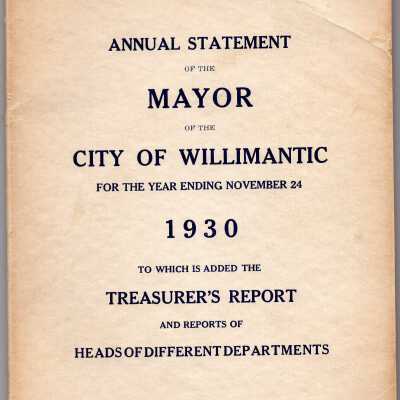 ANNUAL STATEMENT
OF THE
MAYOR
OF THE
CITY OF WILLIMANTIC
FOR THE YEAR ENDING NOVEMBER 24
1930
TO WHICH IS ADDED THE
TREASURER'S REPORT
AND REPORTS OF
HEADS OF DIFFERENT DEPARTMENTS